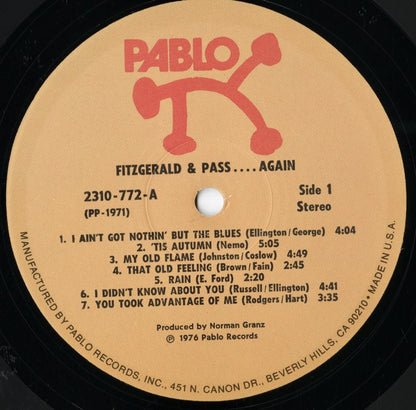 PABLO
FITZGERALD & PASS....AGAIN
2310-772-A
(PP-1971)
Side 1
Stereo
1. I AIN'T GOT NOTHIN' BUT THE BLUES (Ellington/George) 4:04
2. 'TIS AUTUMN (Nemo) 5:05
3. MY OLD FLAME (Johnston/Coslow) 4:49
4. THAT OLD FEELING (Brown/Fain) 2:45
5. RAIN (E. Ford) 2:20
6. I DIDN'T KNOW ABOUT YOU (Russell/Ellington) 4:41
7. YOU TOOK ADVANTAGE OF ME (Rodgers/Hart) 3:35
Produced by Norman Granz
℗ 1976 Pablo Records
MANUFACTURED BY PABLO RECORDS, INC., 451 N. CANON DR., BEVERLY HILLS, CA 90210 • MADE IN U.S.A.